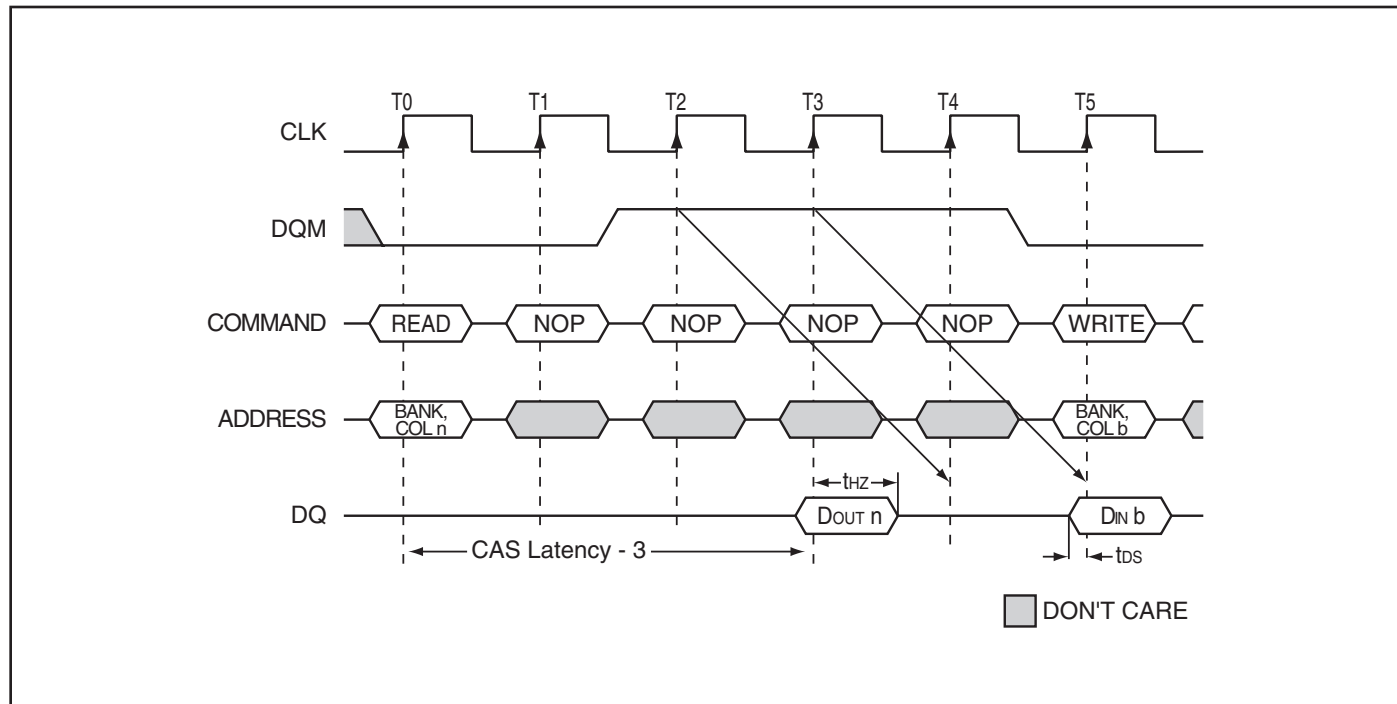 T0 T1 T2 T3 T4 T5
CLK
DQM
COMMAND READ NOP NOP NOP NOP WRITE
ADDRESS BANK, COL n BANK, COL b
tHZ
DQ DOUT n DIN b
CAS Latency - 3 tDS
DON'T CARE